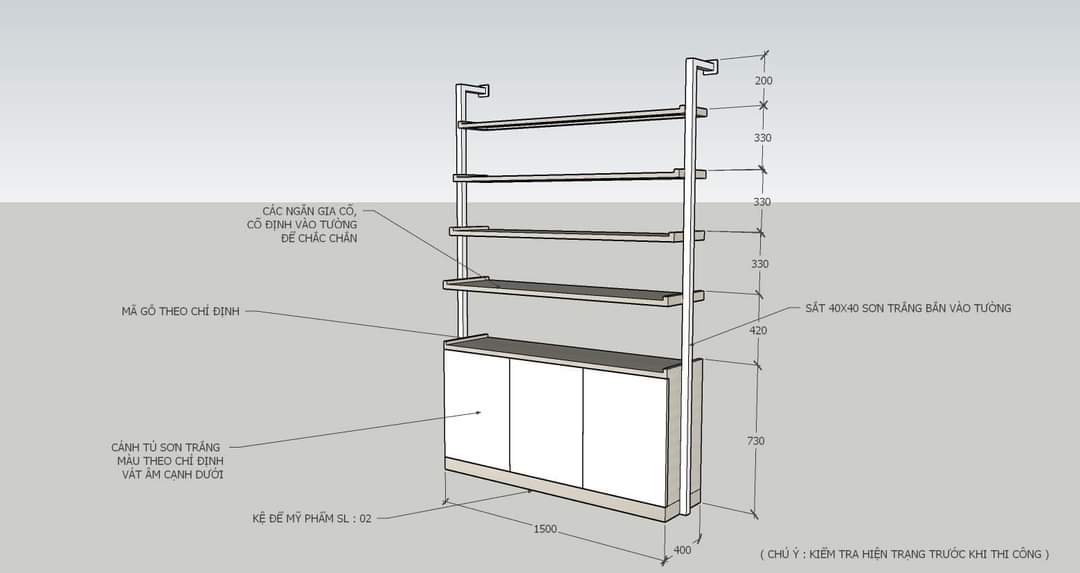 200
330
330
CÁC NGĂN GIA CỐ,
CỐ ĐỊNH VÀO TƯỜNG
ĐỂ CHẮC CHẮN
330
MÃ GỖ THEO CHỈ ĐỊNH
SẮT 40X40 SƠN TRẮNG BẮN VÀO TƯỜNG
420
730
CÁNH TỦ SƠN TRẮNG
MÀU THEO CHỈ ĐỊNH
VÁT ÂM CẠNH DƯỚI
KỆ ĐỂ MỸ PHẨM SL : 02
1500
400
( CHÚ Ý : KIỂM TRA HIỆN TRẠNG TRƯỚC KHI THI CÔNG )